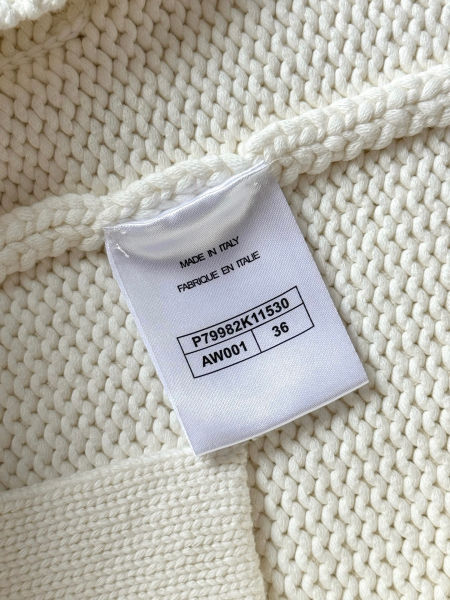 MADE IN ITALY
FABRIQUE EN ITALIE
P79982K11530
AW001 36